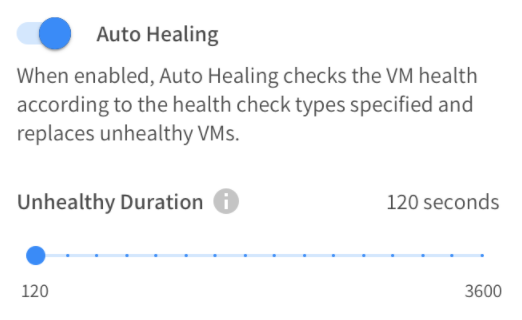 Auto Healing
When enabled, Auto Healing checks the VM health
according to the health check types specified and
replaces unhealthy VMs.
Unhealthy Duration i 120 seconds
120 3600